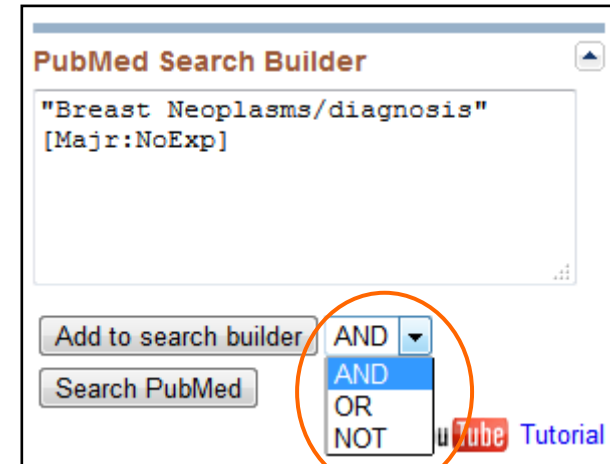 PubMed Search Builder
"Breast Neoplasms/diagnosis"
[Majr:NoExp]
Add to search builder AND
Search PubMed
AND
OR
NOT
u Tube Tutorial